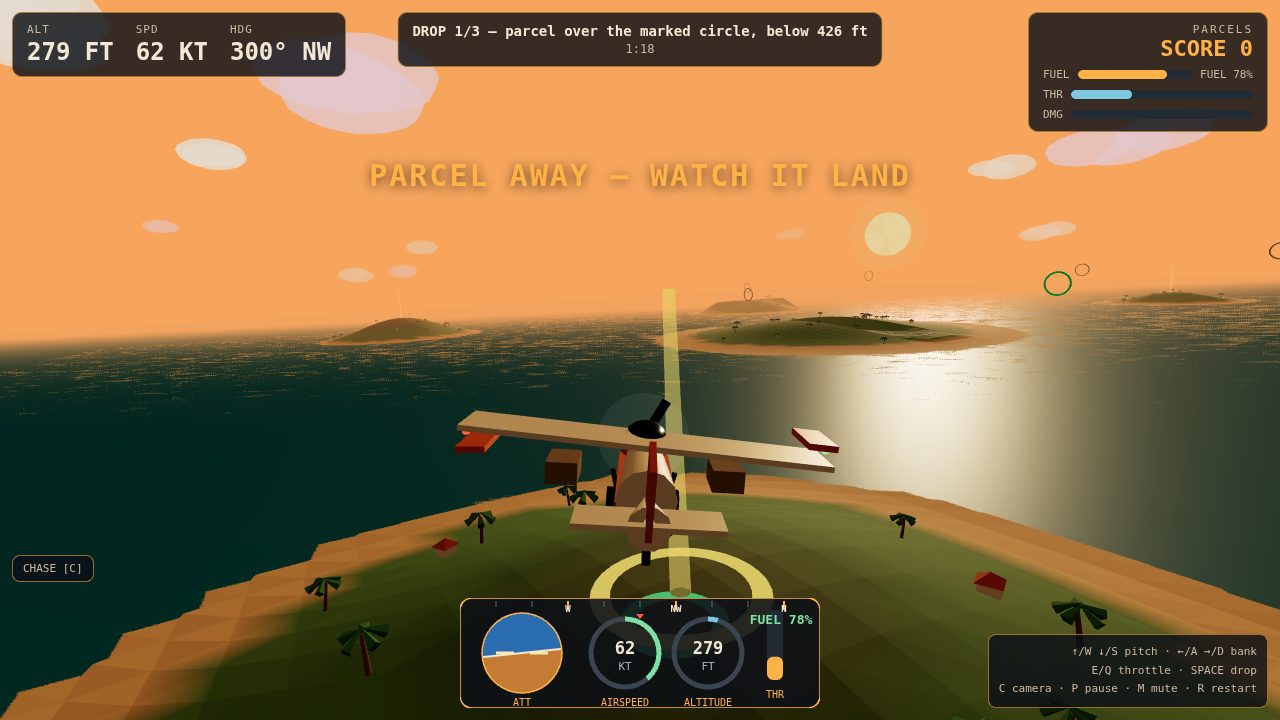 ALT SPD HDG
279 FT 62 KT 300° NW
DROP 1/3 — parcel over the marked circle, below 426 ft
1:18
PARCELS
SCORE 0
FUEL FUEL 78%
THR
DMG
PARCEL AWAY — WATCH IT LAND
CHASE [C]
W NW N
FUEL 78%
62 279
KT FT
THR
ATT AIRSPEED ALTITUDE
↑/W ↓/S pitch · ←/A →/D bank
E/Q throttle · SPACE drop
C camera · P pause · M mute · R restart